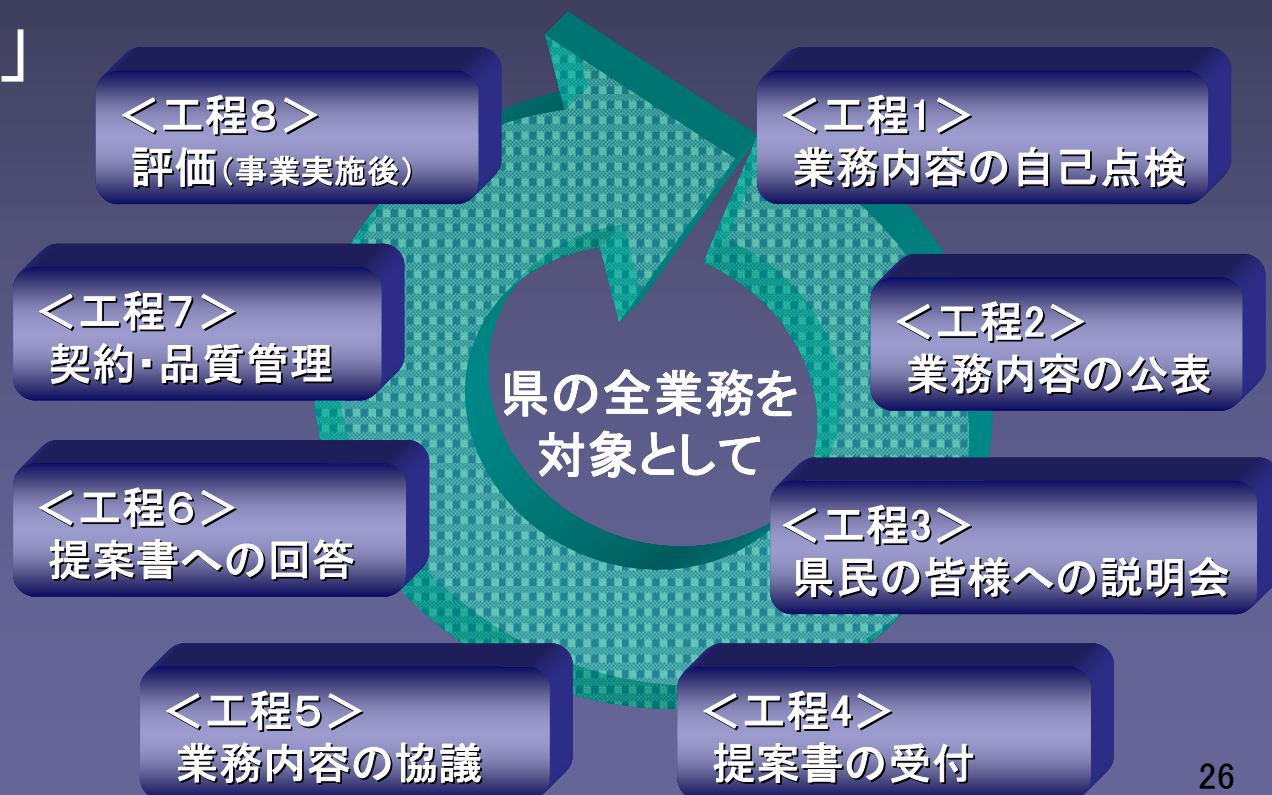 」
＜工程1＞
業務内容の自己点検
＜工程2＞
業務内容の公表
＜工程3＞
県民の皆様への説明会
＜工程4＞
提案書の受付
＜工程５＞
業務内容の協議
＜工程６＞
提案書への回答
＜工程７＞
契約・品質管理
＜工程８＞
評価（事業実施後）
県の全業務を
対象として
26